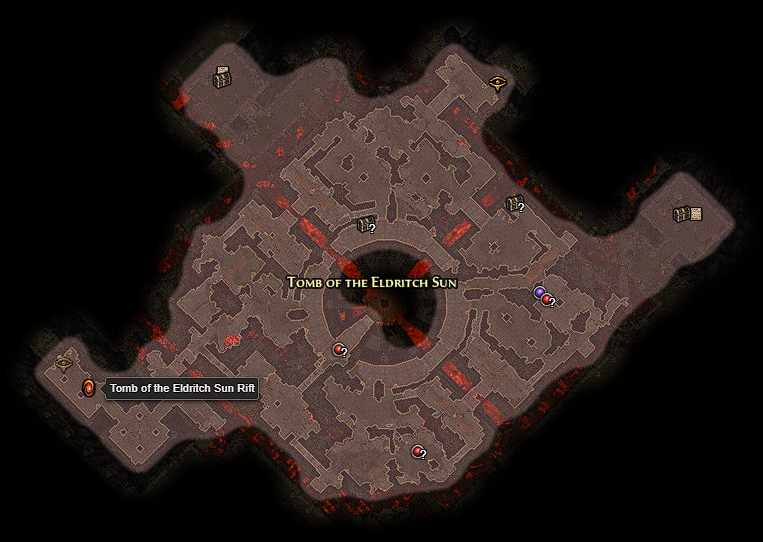 ?
?
Tomb of the Eldritch Sun
?
?
Tomb of the Eldritch Sun Rift
?